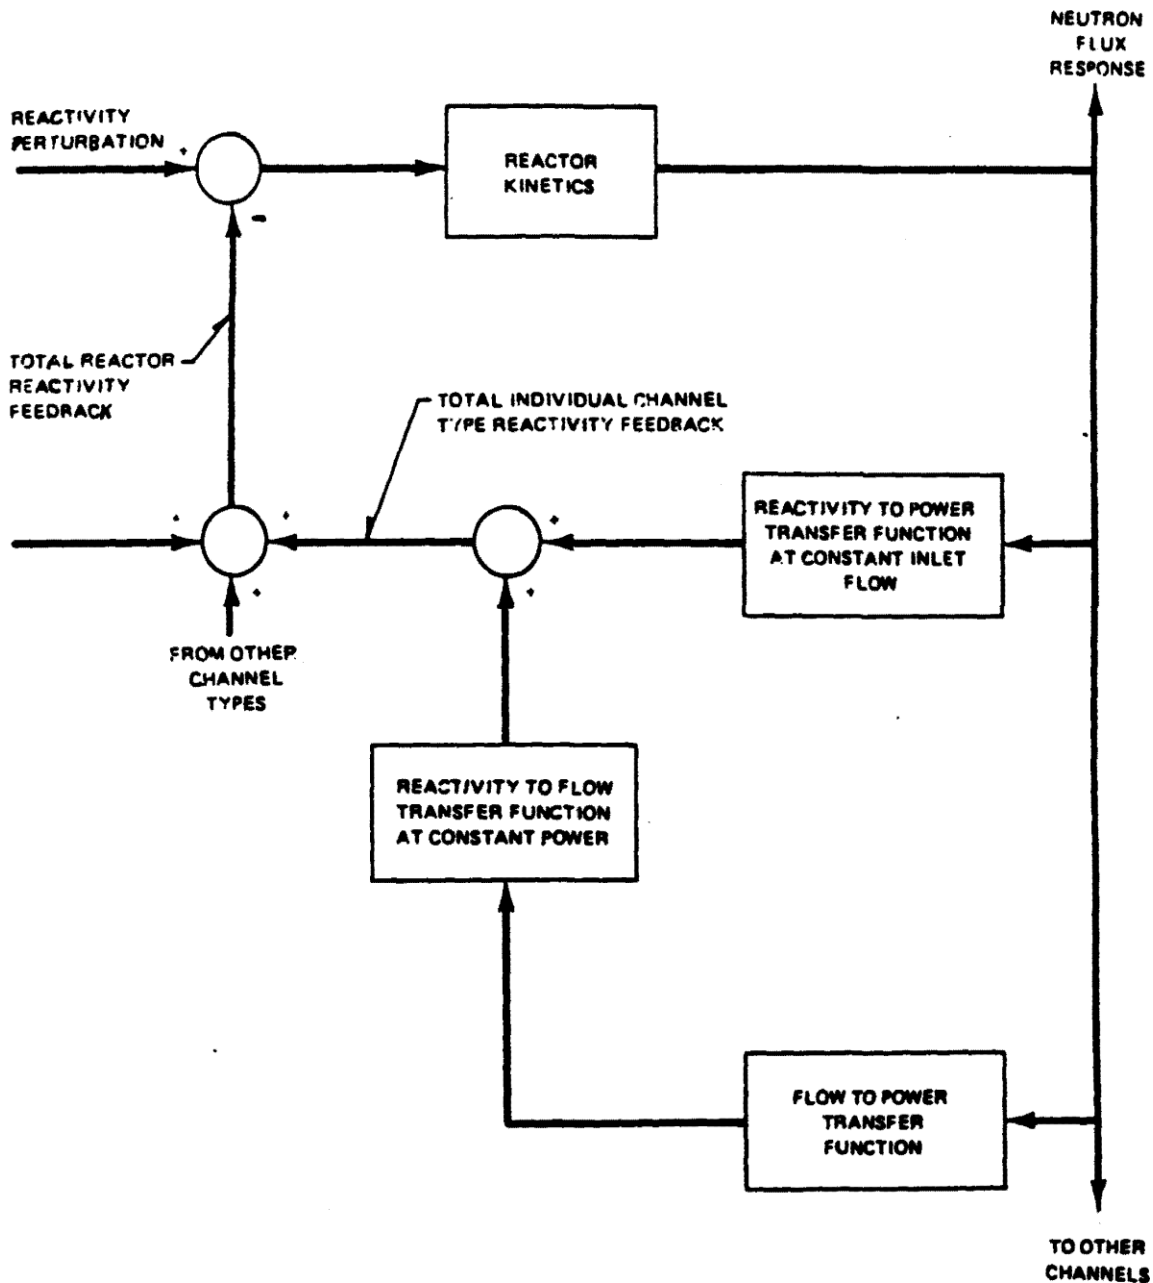 NEUTRON
FLUX
RESPONSE
REACTIVITY
PERTURBATION
+
REACTOR
KINETICS
-
TOTAL REACTOR
REACTIVITY
FEEDBACK
TOTAL INDIVIDUAL CHANNEL
TYPE REACTIVITY FEEDBACK
REACTIVITY TO POWER
TRANSFER FUNCTION
AT CONSTANT INLET
FLOW
+
+
+
+
+
FROM OTHER
CHANNEL
TYPES
REACTIVITY TO FLOW
TRANSFER FUNCTION
AT CONSTANT POWER
FLOW TO POWER
TRANSFER
FUNCTION
TO OTHER
CHANNELS